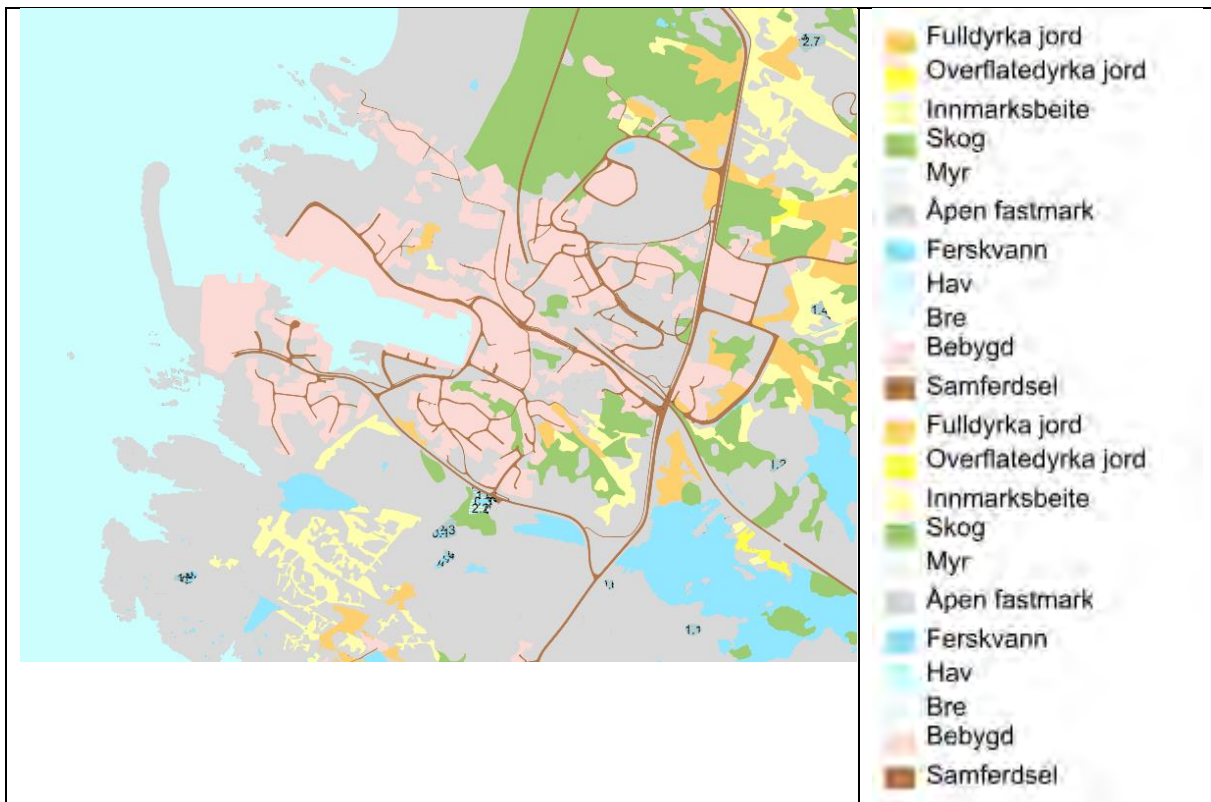 2.7
1.4
1.2
2.2
1.1
Fulldyrka jord
Overflatedyrka jord
Innmarksbeite
Skog
Myr
Åpen fastmark
Ferskvann
Hav
Bre
Bebygd
Samferdsel
Fulldyrka jord
Overflatedyrka jord
Innmarksbeite
Skog
Myr
Åpen fastmark
Ferskvann
Hav
Bre
Bebygd
Samferdsel